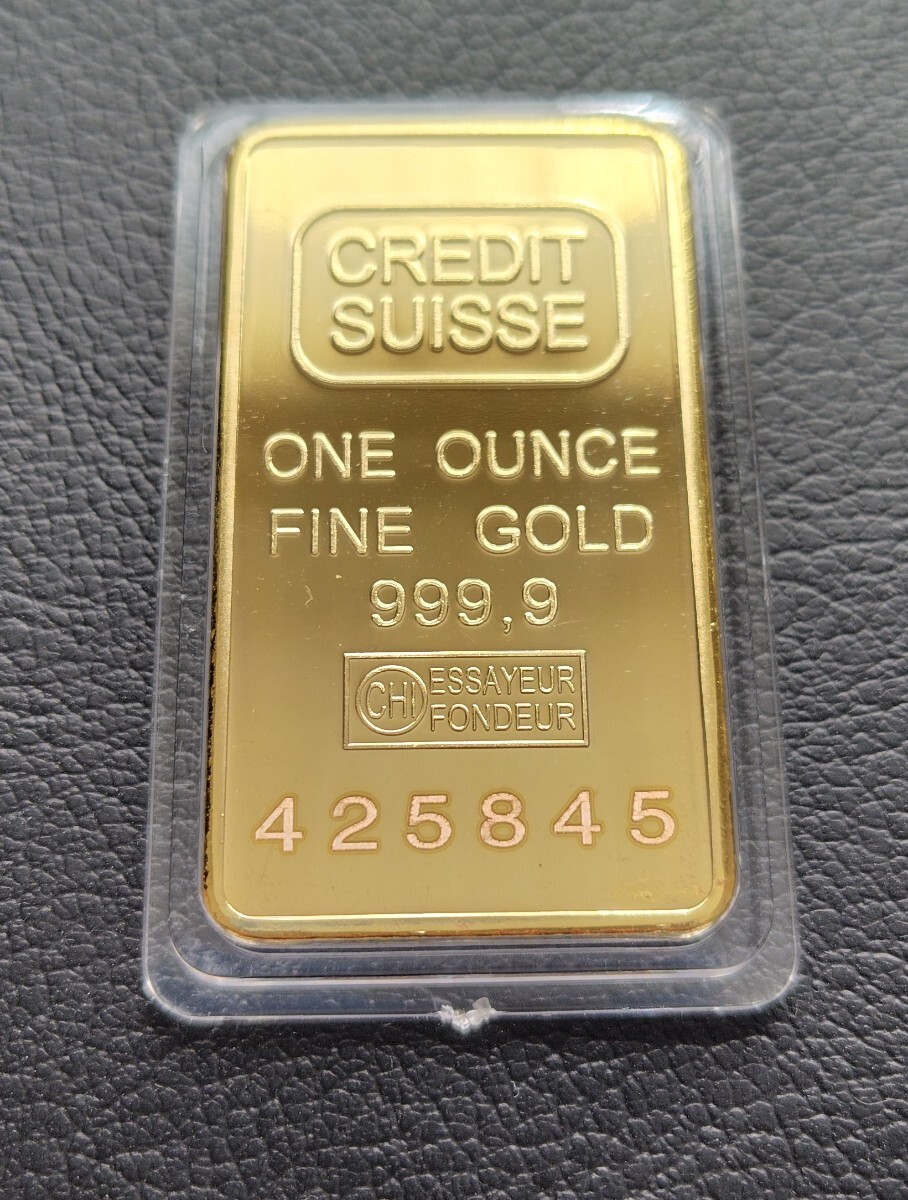 CREDIT
SUISSE
ONE OUNCE
FINE GOLD
999,9
CHI ESSAYEUR
FONDEUR
425845